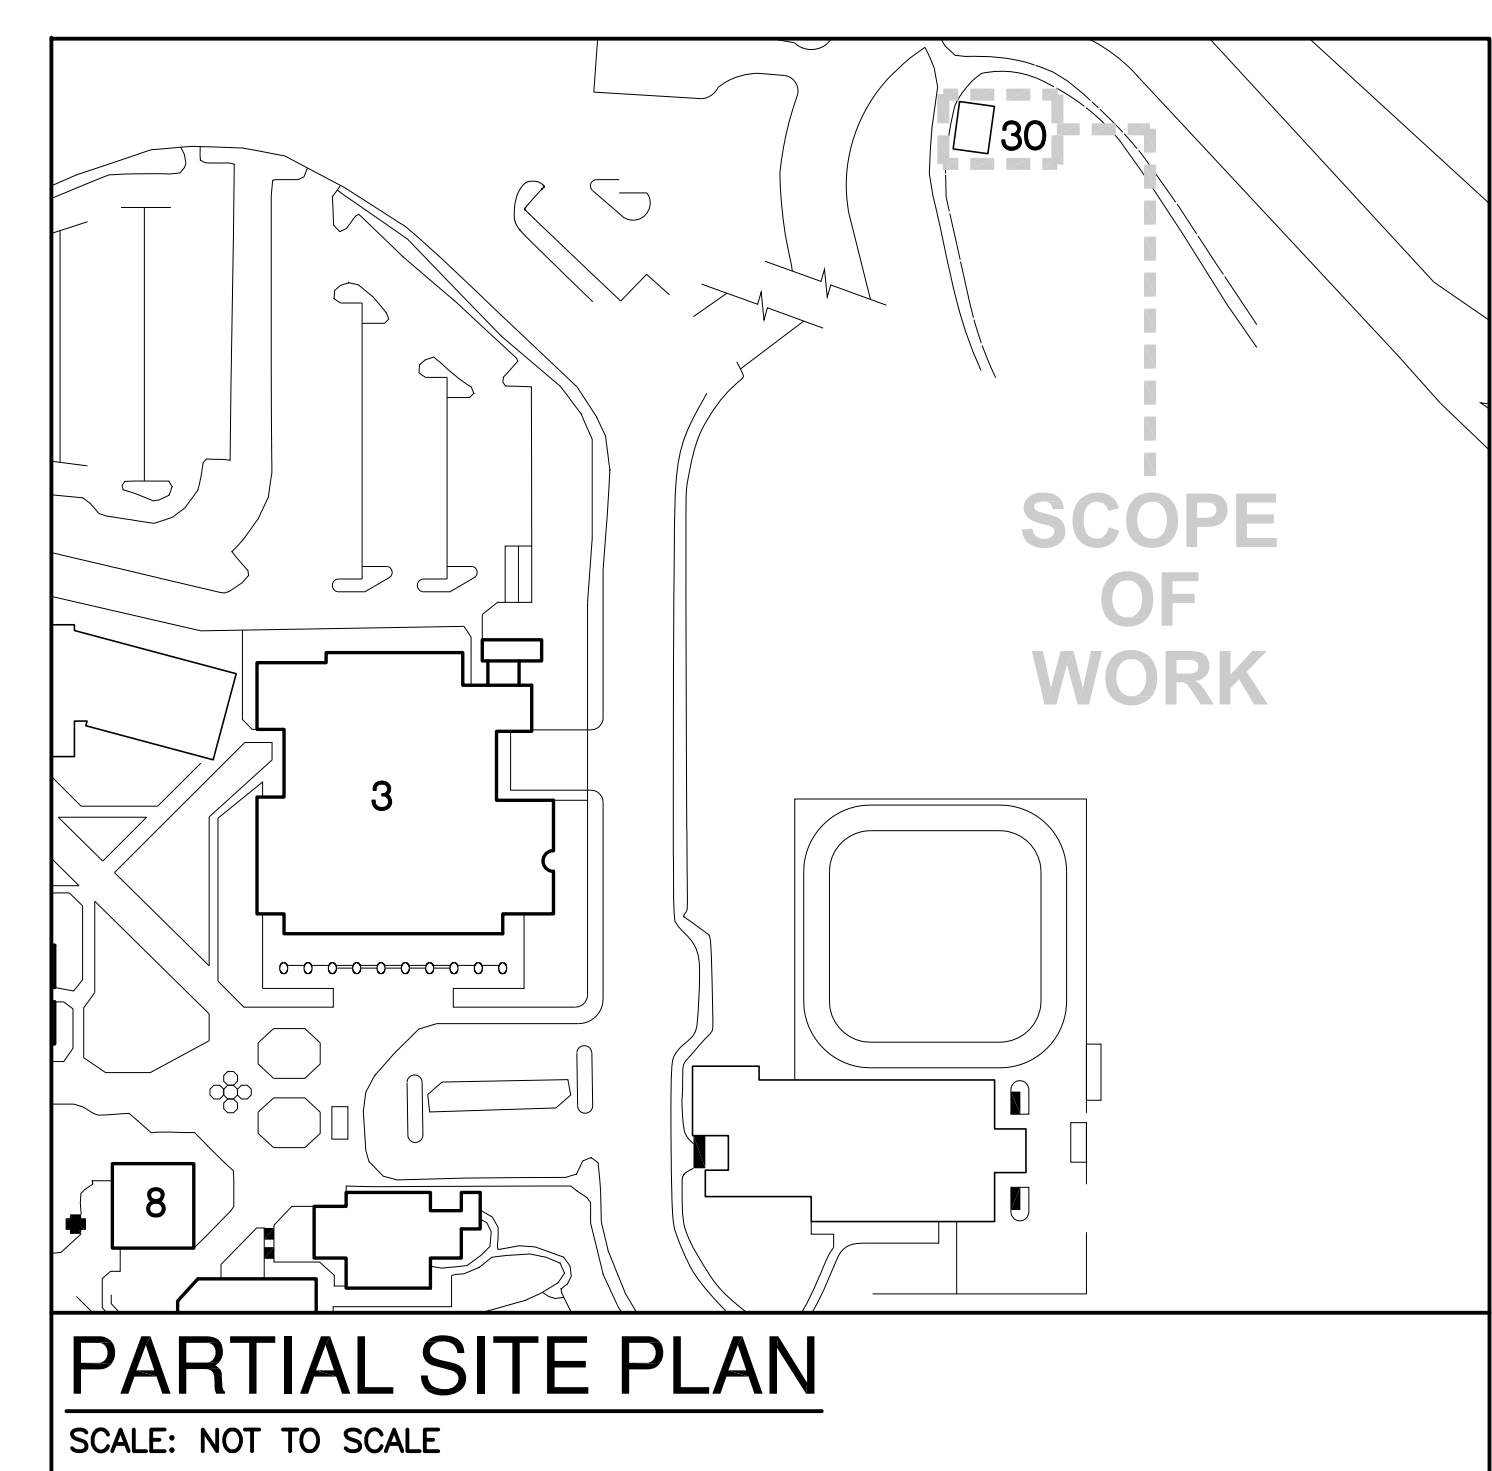 30
SCOPE
OF
WORK
3
8
PARTIAL SITE PLAN
SCALE: NOT TO SCALE